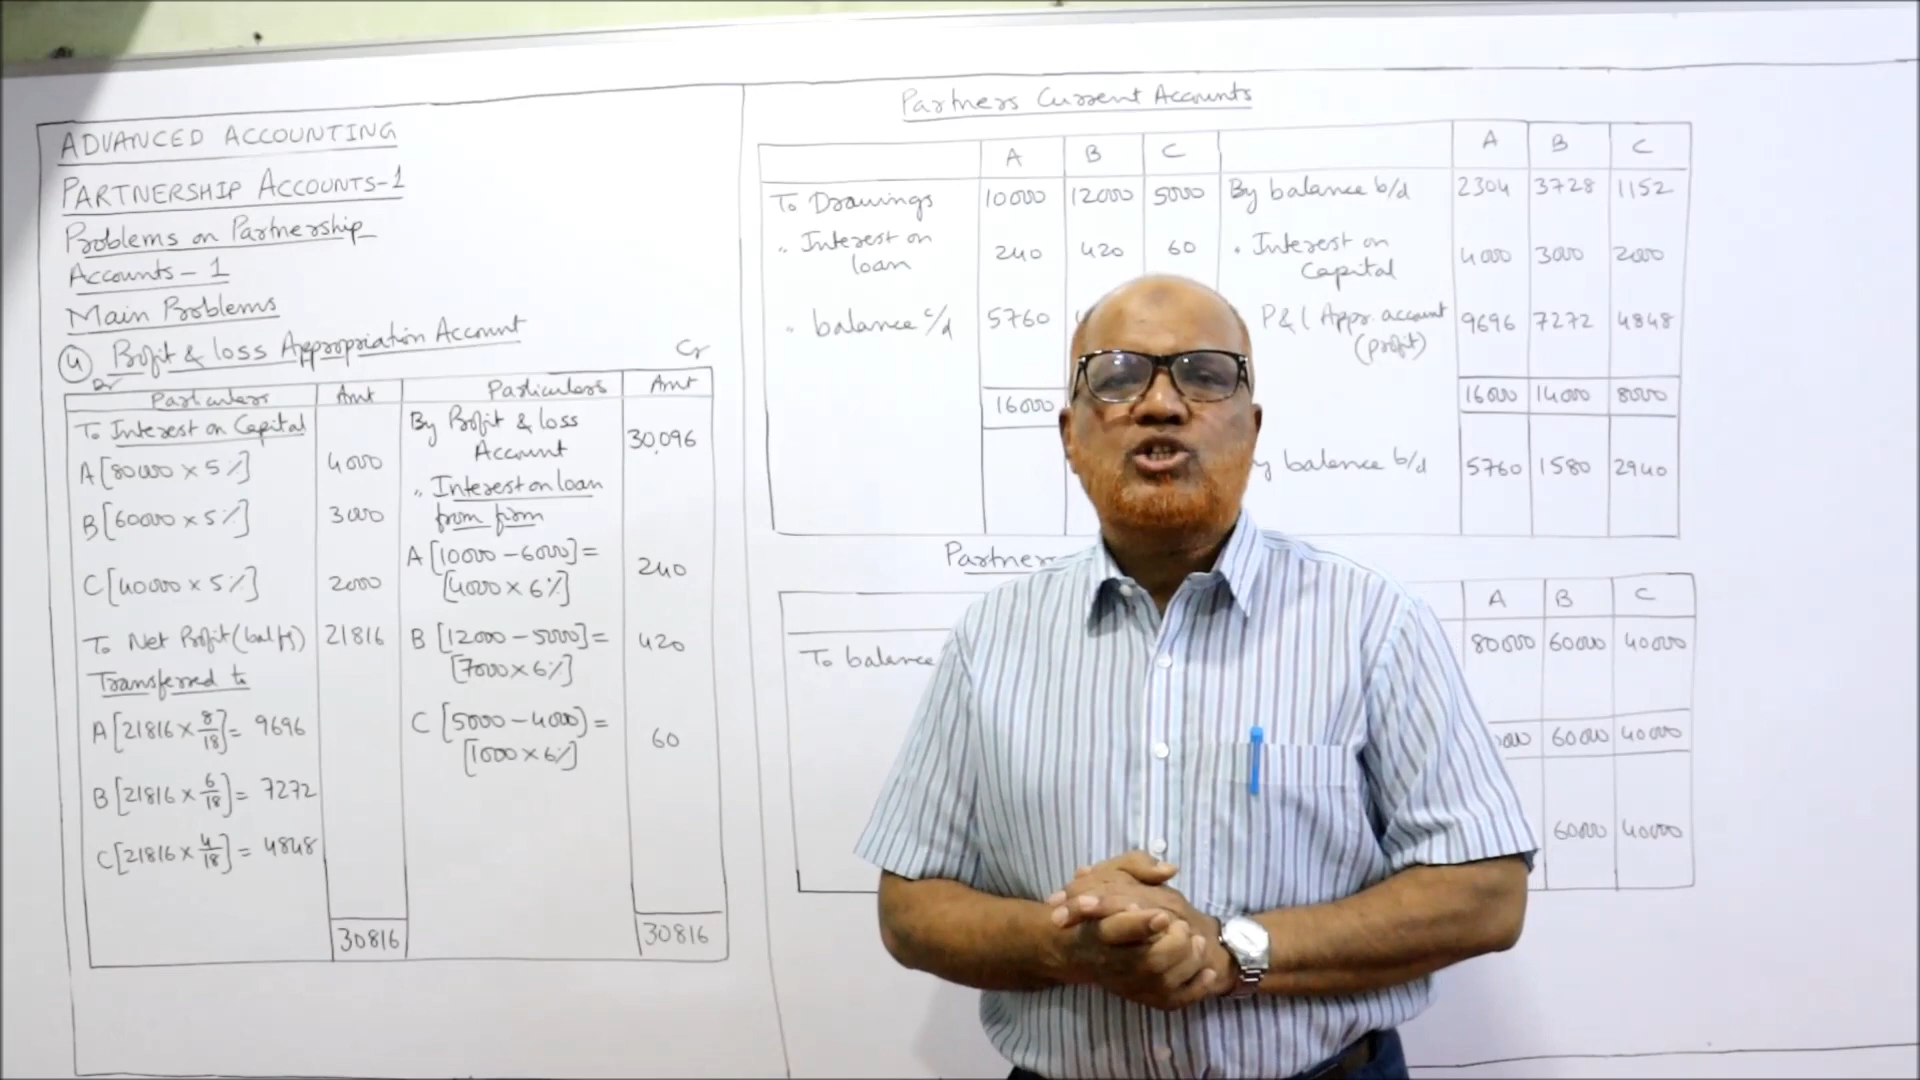 ADVANCED ACCOUNTING
PARTNERSHIP ACCOUNTS-1
Problems on Partnership
Accounts-1
Main Problems
4 Profit & loss Appropriation Account
Dr Cr
Particulars Amt Particulars Amt
To Interest on Capital
A[80000 x 5%] 4000
B[60000 x 5%] 3000
C[40000 x 5%] 2000
To Net Profit (bal fg) 21816
Transferred to
A[21816 x 8/18] = 9696
B[21816 x 6/18] = 7272
C[21816 x 4/18] = 4848
30816
By Profit & loss
Account 30,096
" Interest on loan
from firm
A[10000-6000]=
[4000 x 6%] 240
B[12000-5000]=
[7000 x 6%] 420
C[5000-4000)=
[1000 x 6%] 60
30816
Partners Current Accounts
A B C A B C
To Drawings 10000 12000 5000 By balance b/d 2304 3728 1152
" Interest on
loan 240 420 60 " Interest on
Capital 4000 3000 2000
" balance c/d 5760 P&L Appr. account
(profit) 9696 7272 4848
16000 16000 14000 8000
balance b/d 5760 1580 2940
Partner
A B C
To balance 80000 60000 40000
60000 40000
60000 40000